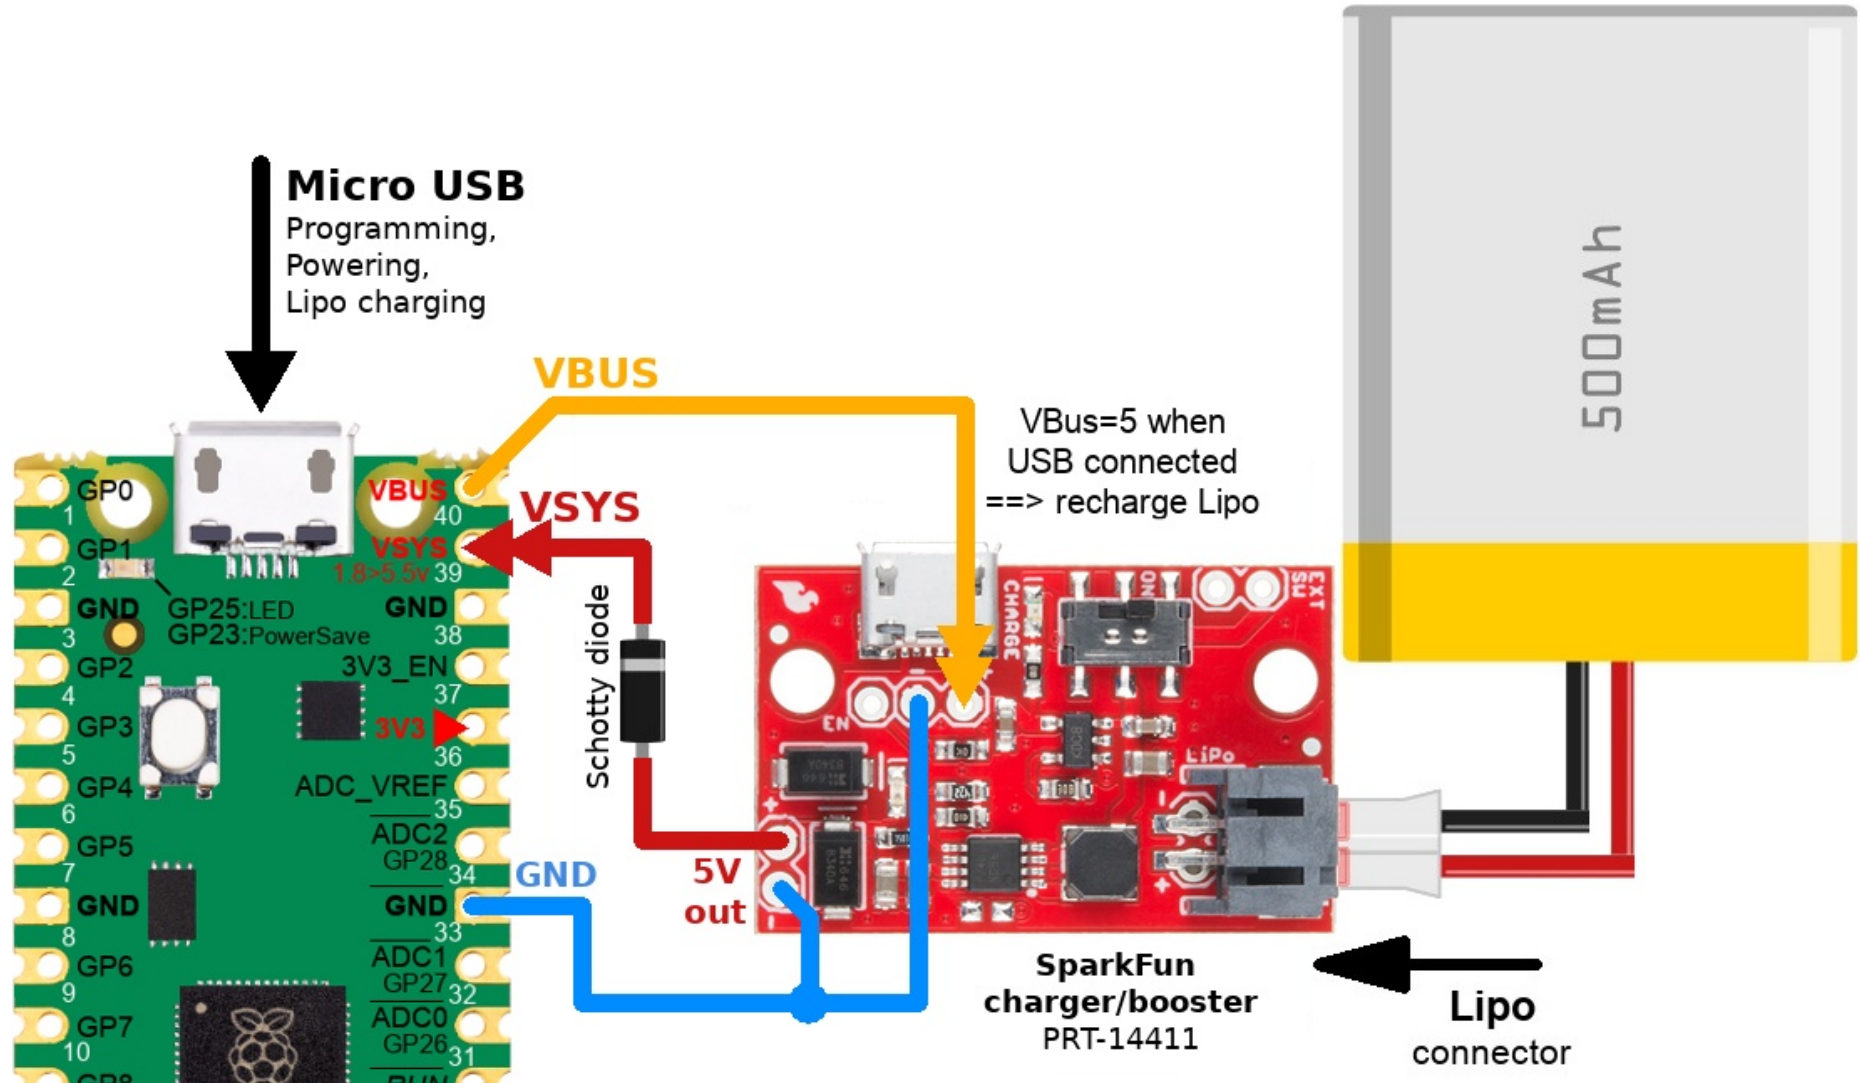 Micro USB
Programming,
Powering,
Lipo charging
500mAh
VBUS
VBus=5 when
USB connected
==> recharge Lipo
VSYS
Schotty diode
GND
5V
out
GP0
1
GP1
2
GND
3
GP2
4
GP3
5
GP4
6
GP5
7
GND
8
GP6
9
GP7
10
GP8
GP25:LED
GP23:PowerSave
VBUS
40
VSYS
1.8>5.5v 39
GND
38
3V3_EN
37
3V3
36
ADC_VREF
35
ADC2
GP28
34
GND
33
ADC1
GP27
32
ADC0
GP26
31
RUN
CHARGE
ON
EXT
SW
EN
-
LiPo
-
+
+
-
SparkFun
charger/booster
PRT-14411
Lipo
connector